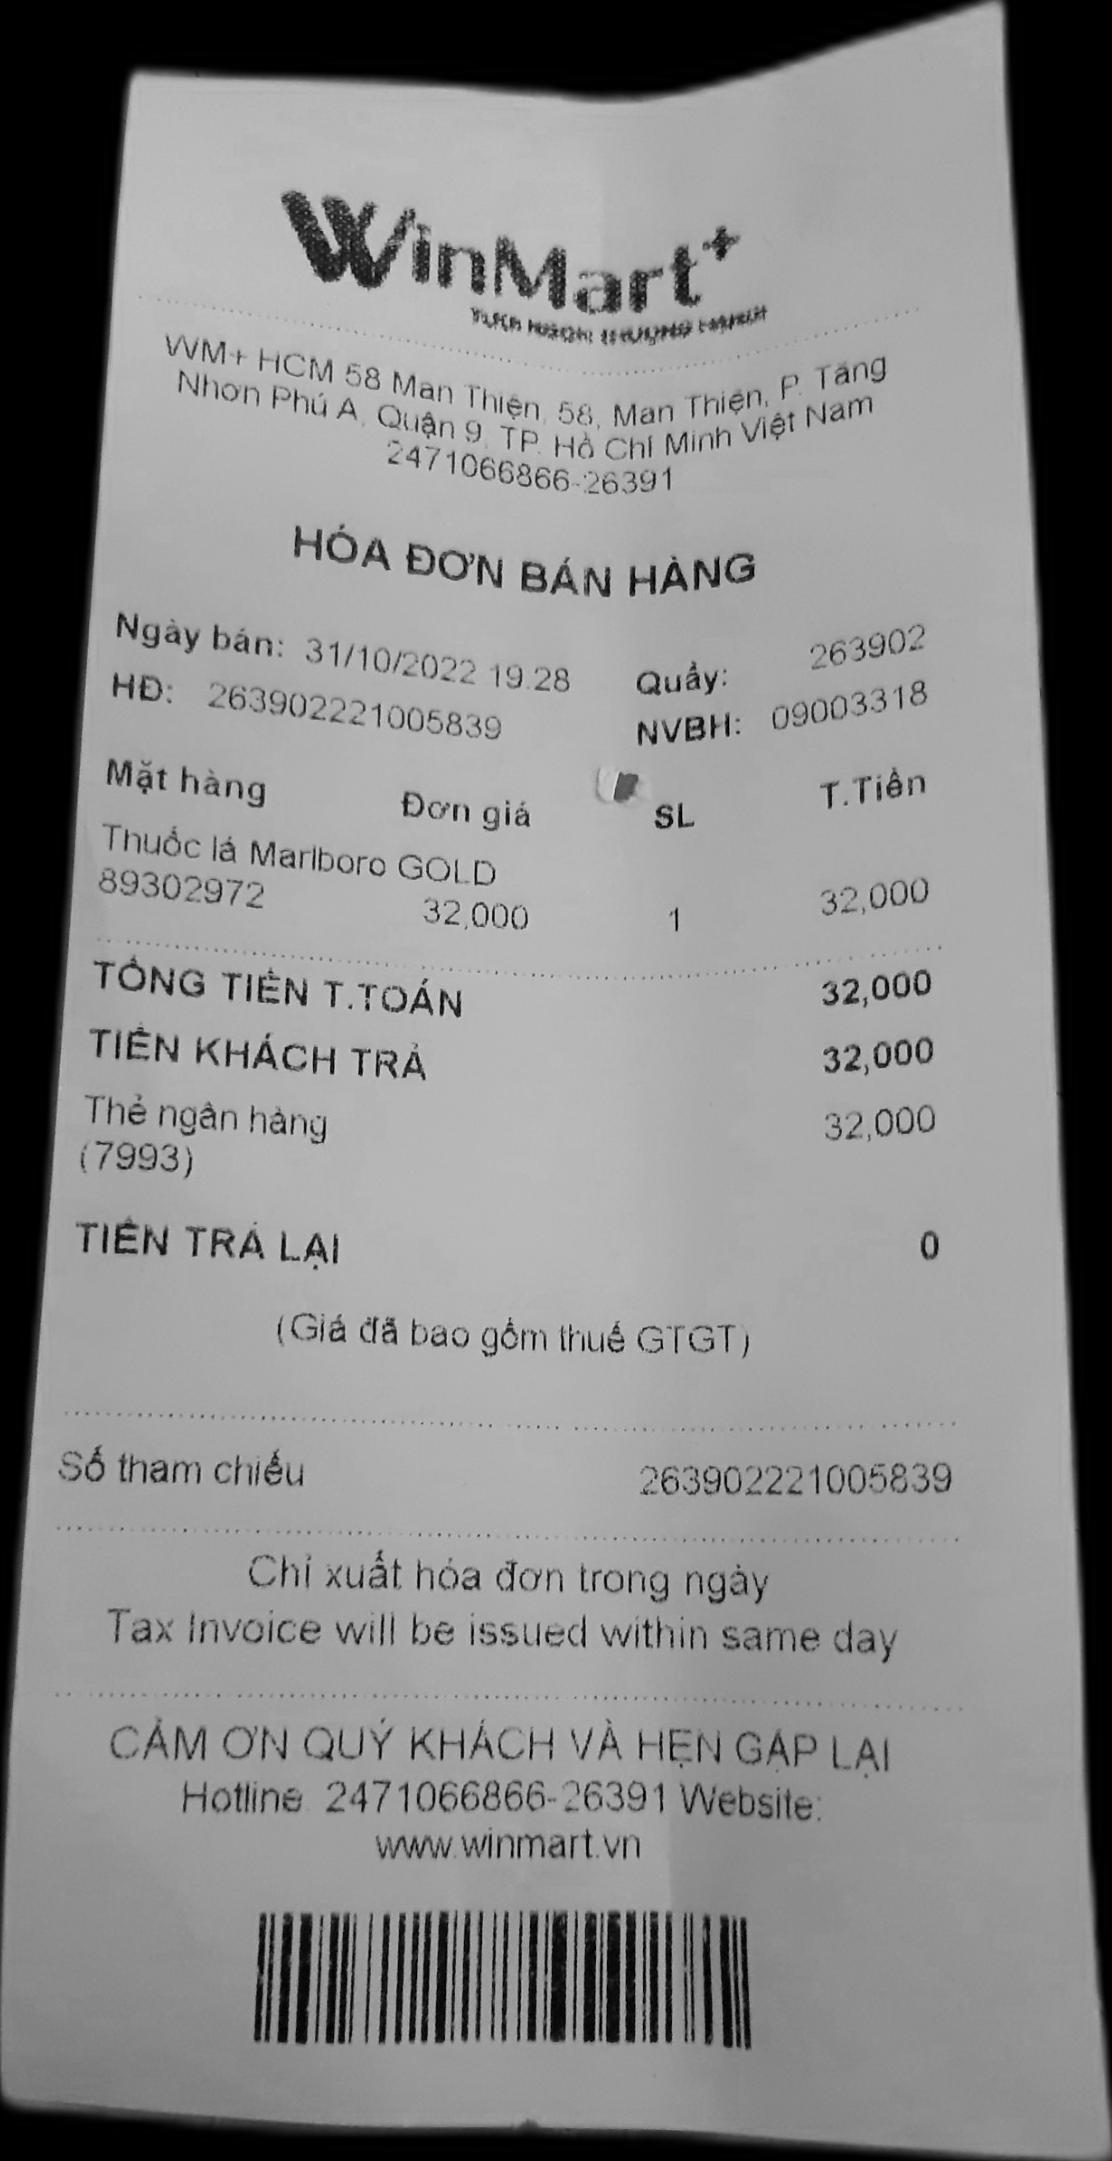 WinMart+
WM+ HCM 58 Man Thiện, 58, Man Thiện, P. Tăng
Nhơn Phú A, Quận 9, TP. Hồ Chí Minh Việt Nam
2471066866-26391
HÓA ĐƠN BÁN HÀNG
Ngày bán: 31/10/2022 19:28 Quầy: 263902
HĐ: 263902221005839 NVBH: 09003318
Mặt hàng Đơn giá SL T.Tiền
Thuốc lá Marlboro GOLD
89302972 32,000 1 32,000
TỔNG TIỀN T.TOÁN 32,000
TIỀN KHÁCH TRẢ 32,000
Thẻ ngân hàng 32,000
(7993)
TIỀN TRẢ LẠI 0
(Giá đã bao gồm thuế GTGT)
Số tham chiếu 263902221005839
Chỉ xuất hóa đơn trong ngày
Tax Invoice will be issued within same day
CẢM ƠN QUÝ KHÁCH VÀ HẸN GẶP LẠI
Hotline: 2471066866-26391 Website:
www.winmart.vn